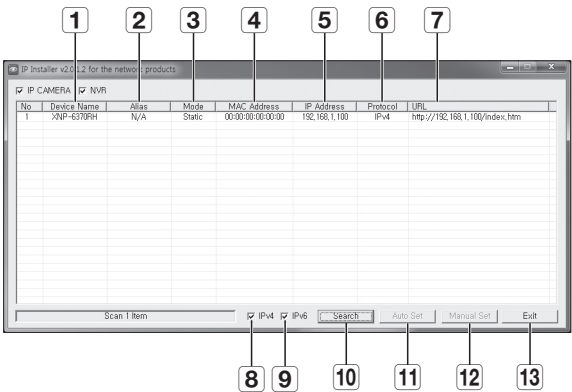 1 2 3 4 5 6 7
IP Installer v2.0.1.2 for the network products
IP CAMERA NVR
No Device Name Alias Mode MAC Address IP Address Protocol URL
1 XNP-6370RH N/A Static 00:00:00:00:00:00 192,168,1,100 IPv4 http://192,168,1,100/index,htm
Scan 1 Item IPv4 IPv6 Search Auto Set Manual Set Exit
8 9 10 11 12 13